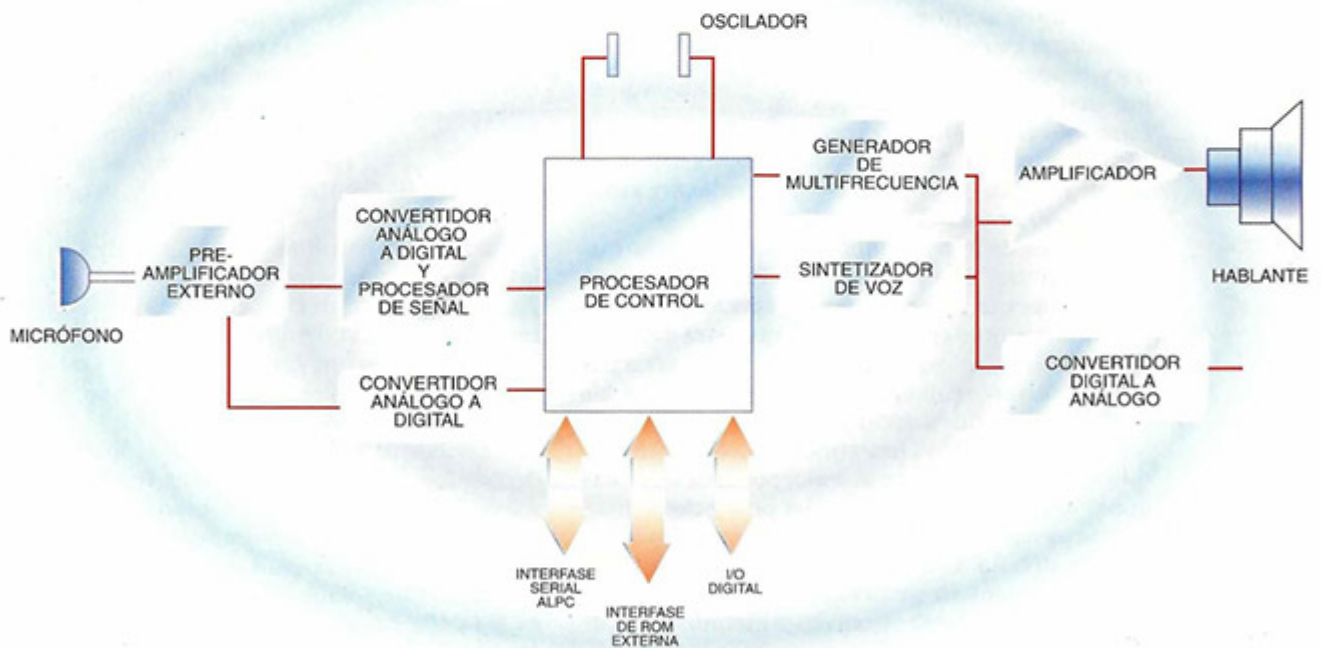 OSCILADOR
GENERADOR
DE
MULTIFRECUENCIA
AMPLIFICADOR
CONVERTIDOR
ANÁLOGO
A DIGITAL
Y
PROCESADOR
DE SEÑAL
PRE-
AMPLIFICADOR
EXTERNO
PROCESADOR
DE CONTROL
SINTETIZADOR
DE VOZ
HABLANTE
MICRÓFONO
CONVERTIDOR
ANÁLOGO A
DIGITAL
CONVERTIDOR
DIGITAL A
ANÁLOGO
INTERFASE
SERIAL
ALPC
INTERFASE
DE ROM
EXTERNA
I/O
DIGITAL